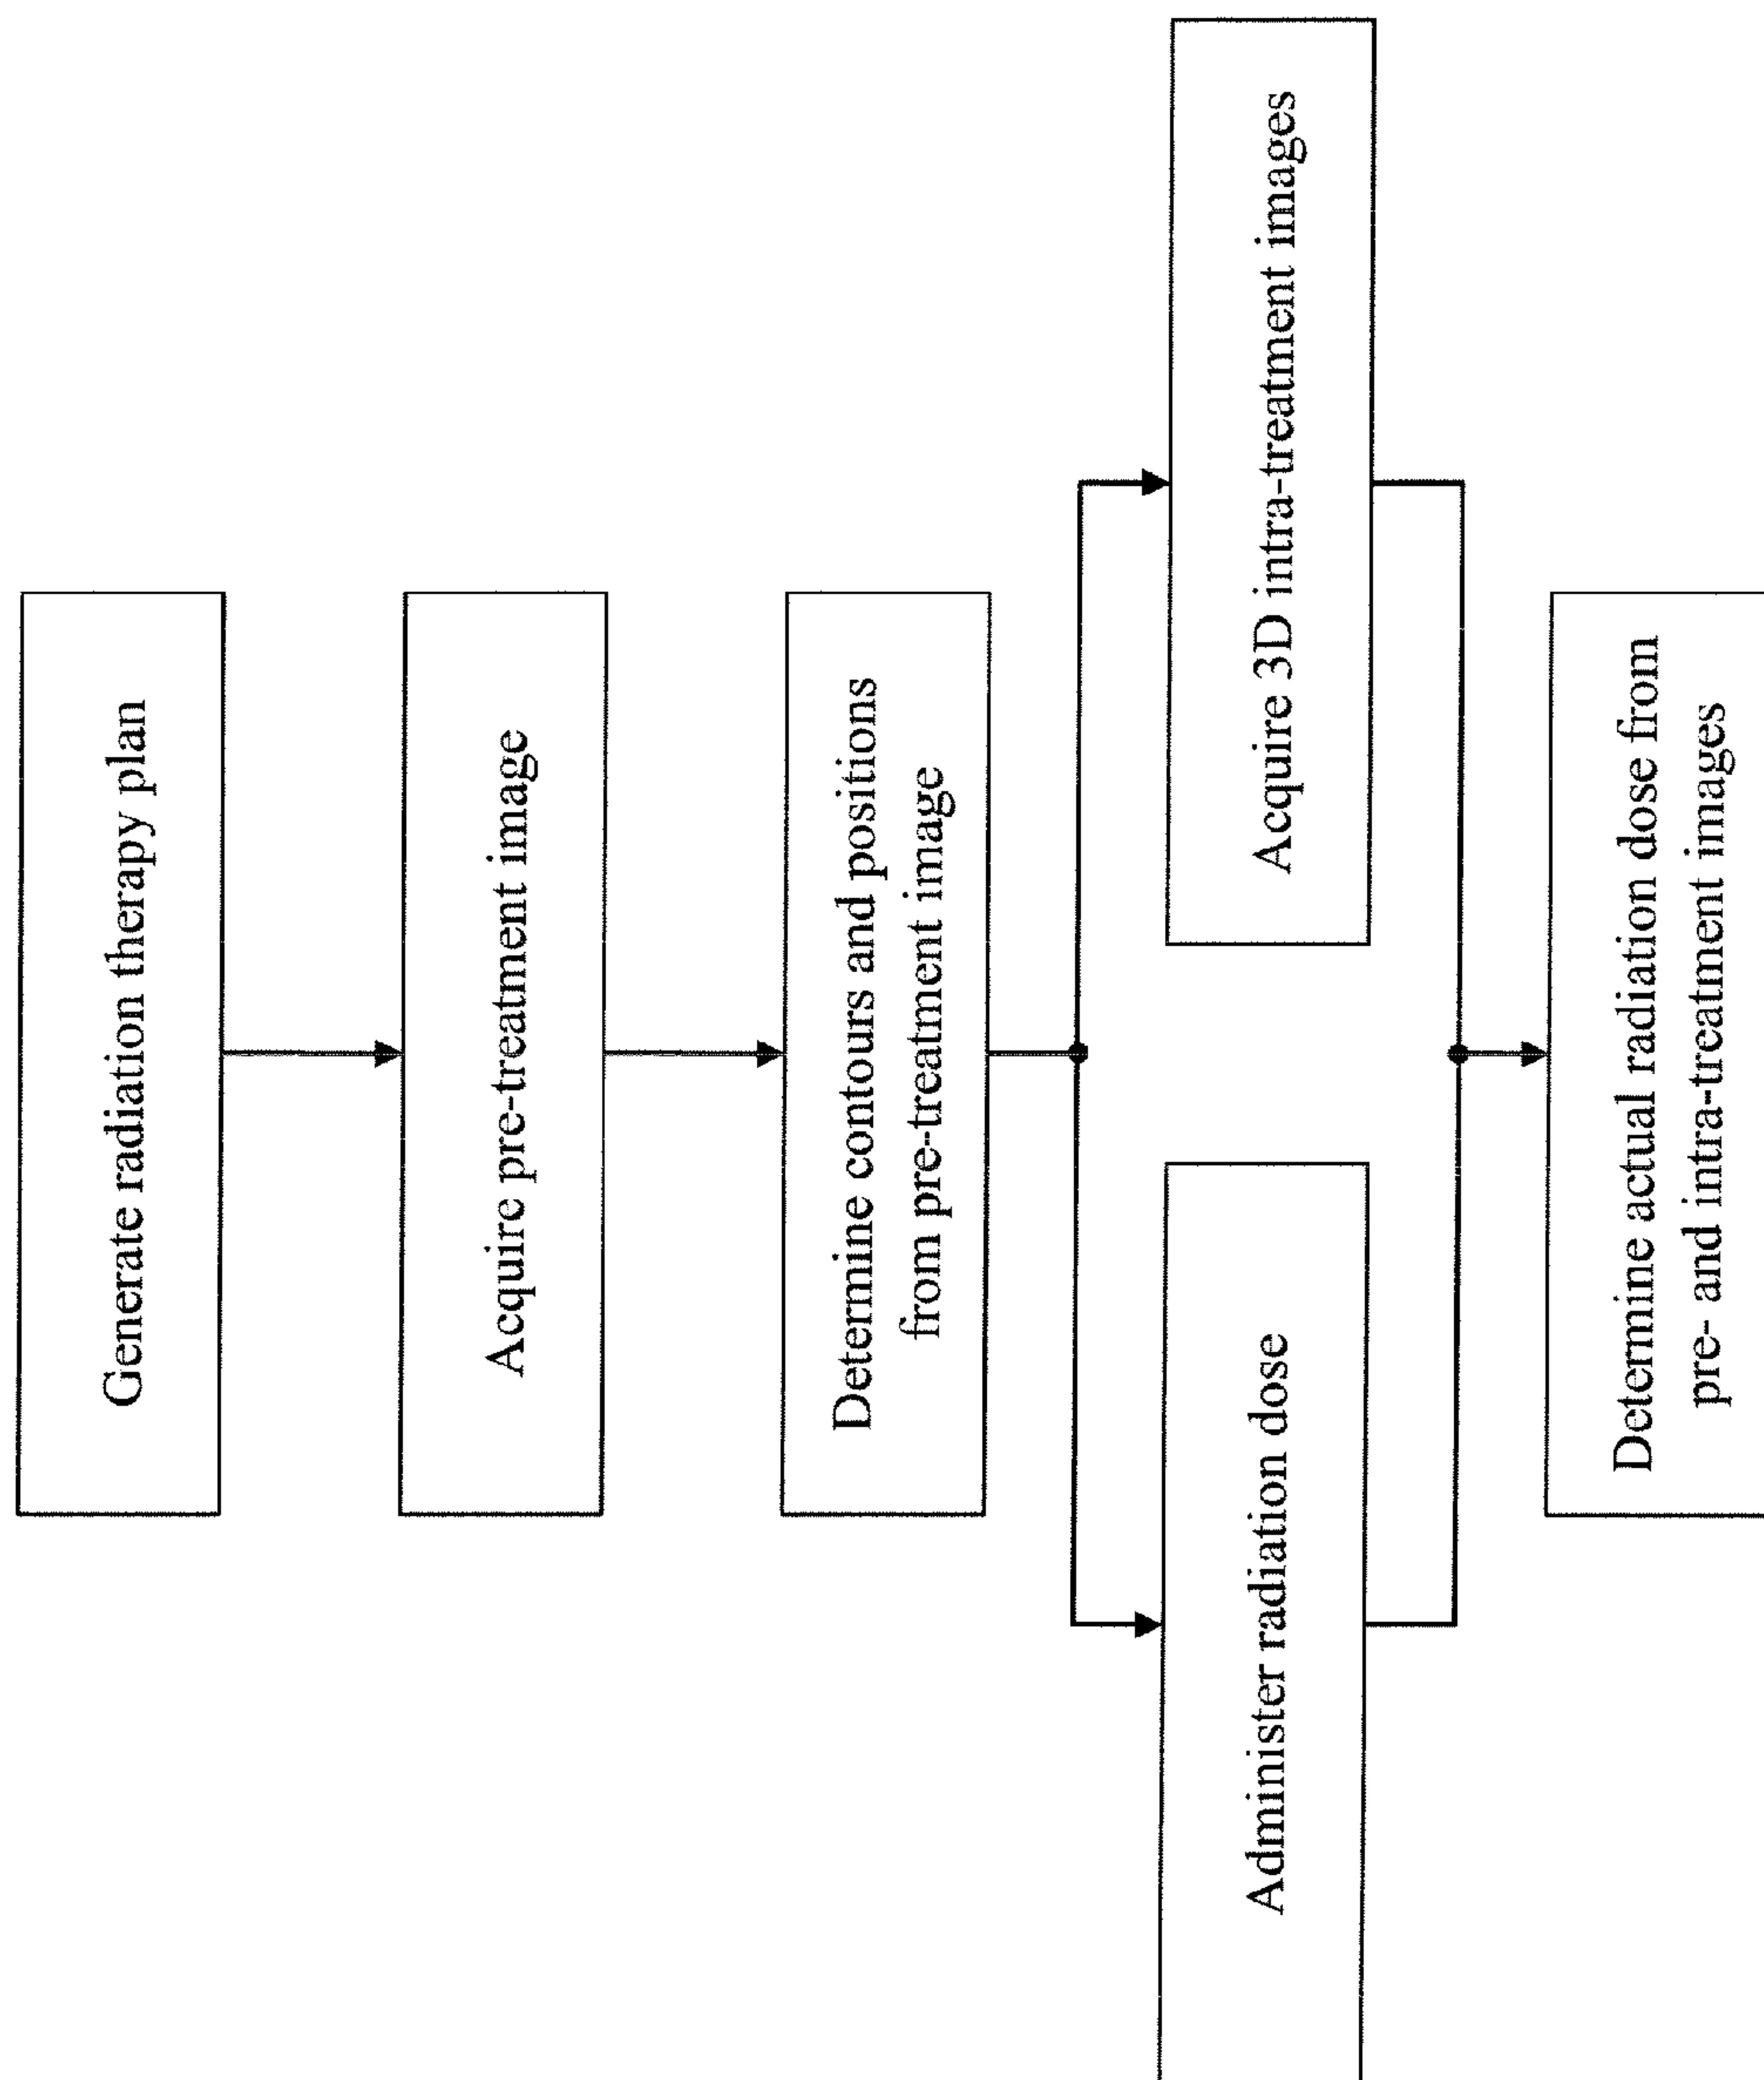 Generate radiation therapy plan
Acquire pre-treatment image
Determine contours and positions
from pre-treatment image
Administer radiation dose
Acquire 3D intra-treatment images
Determine actual radiation dose from
pre- and intra-treatment images